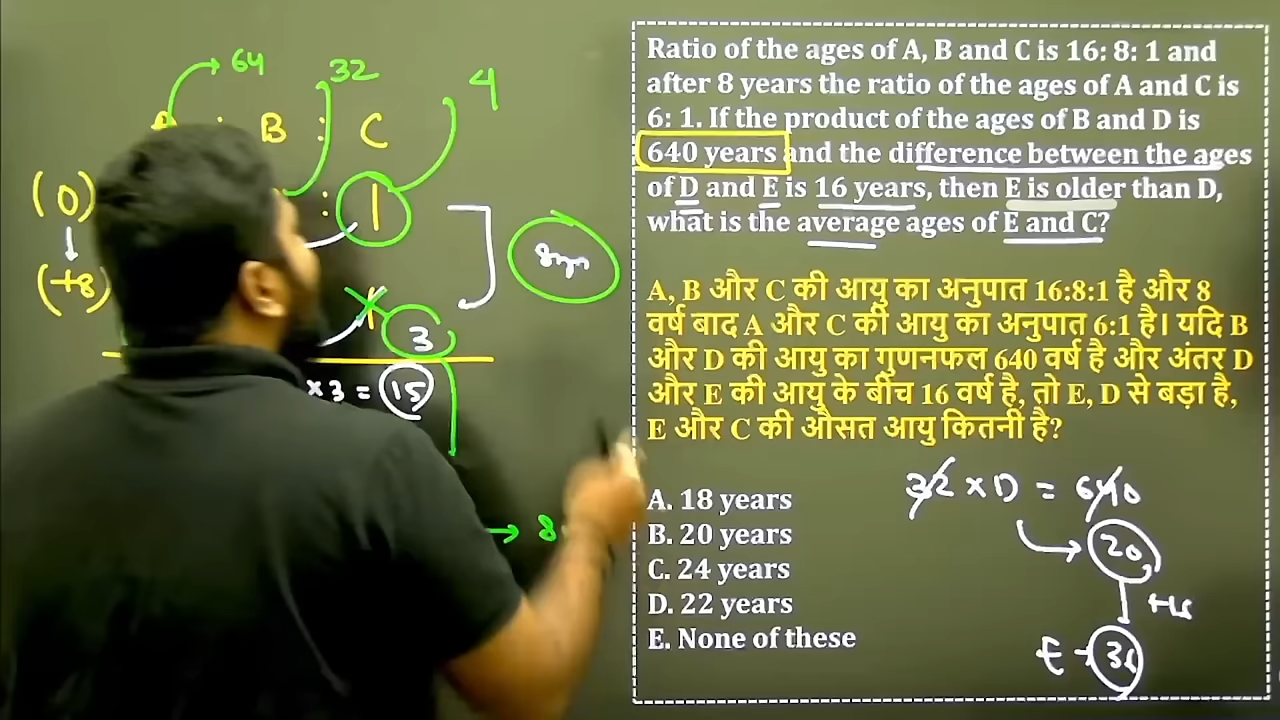 64
32
4
B : C
(0)
: 1
8yr
(+8)
1
3
×3 = 15
→ 8
Ratio of the ages of A, B and C is 16: 8: 1 and
after 8 years the ratio of the ages of A and C is
6: 1. If the product of the ages of B and D is
640 years and the difference between the ages
of D and E is 16 years, then E is older than D,
what is the average ages of E and C?
A, B और C की आयु का अनुपात 16:8:1 है और 8
वर्ष बाद A और C की आयु का अनुपात 6:1 है। यदि B
और D की आयु का गुणनफल 640 वर्ष है और अंतर D
और E की आयु के बीच 16 वर्ष है, तो E, D से बड़ा है,
E और C की औसत आयु कितनी है?
A. 18 years
B. 20 years
C. 24 years
D. 22 years
E. None of these
32 × D = 640
20
+16
E → 36